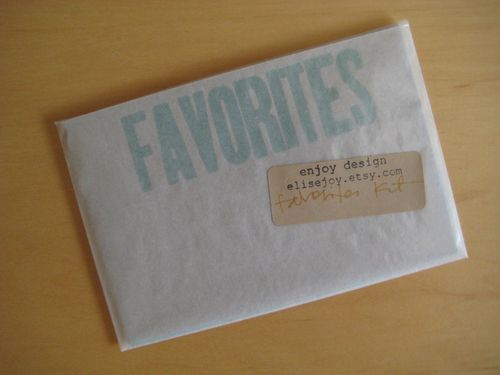 FAVORITES
enjoy design
elisejoy.etsy.com
favorites kit